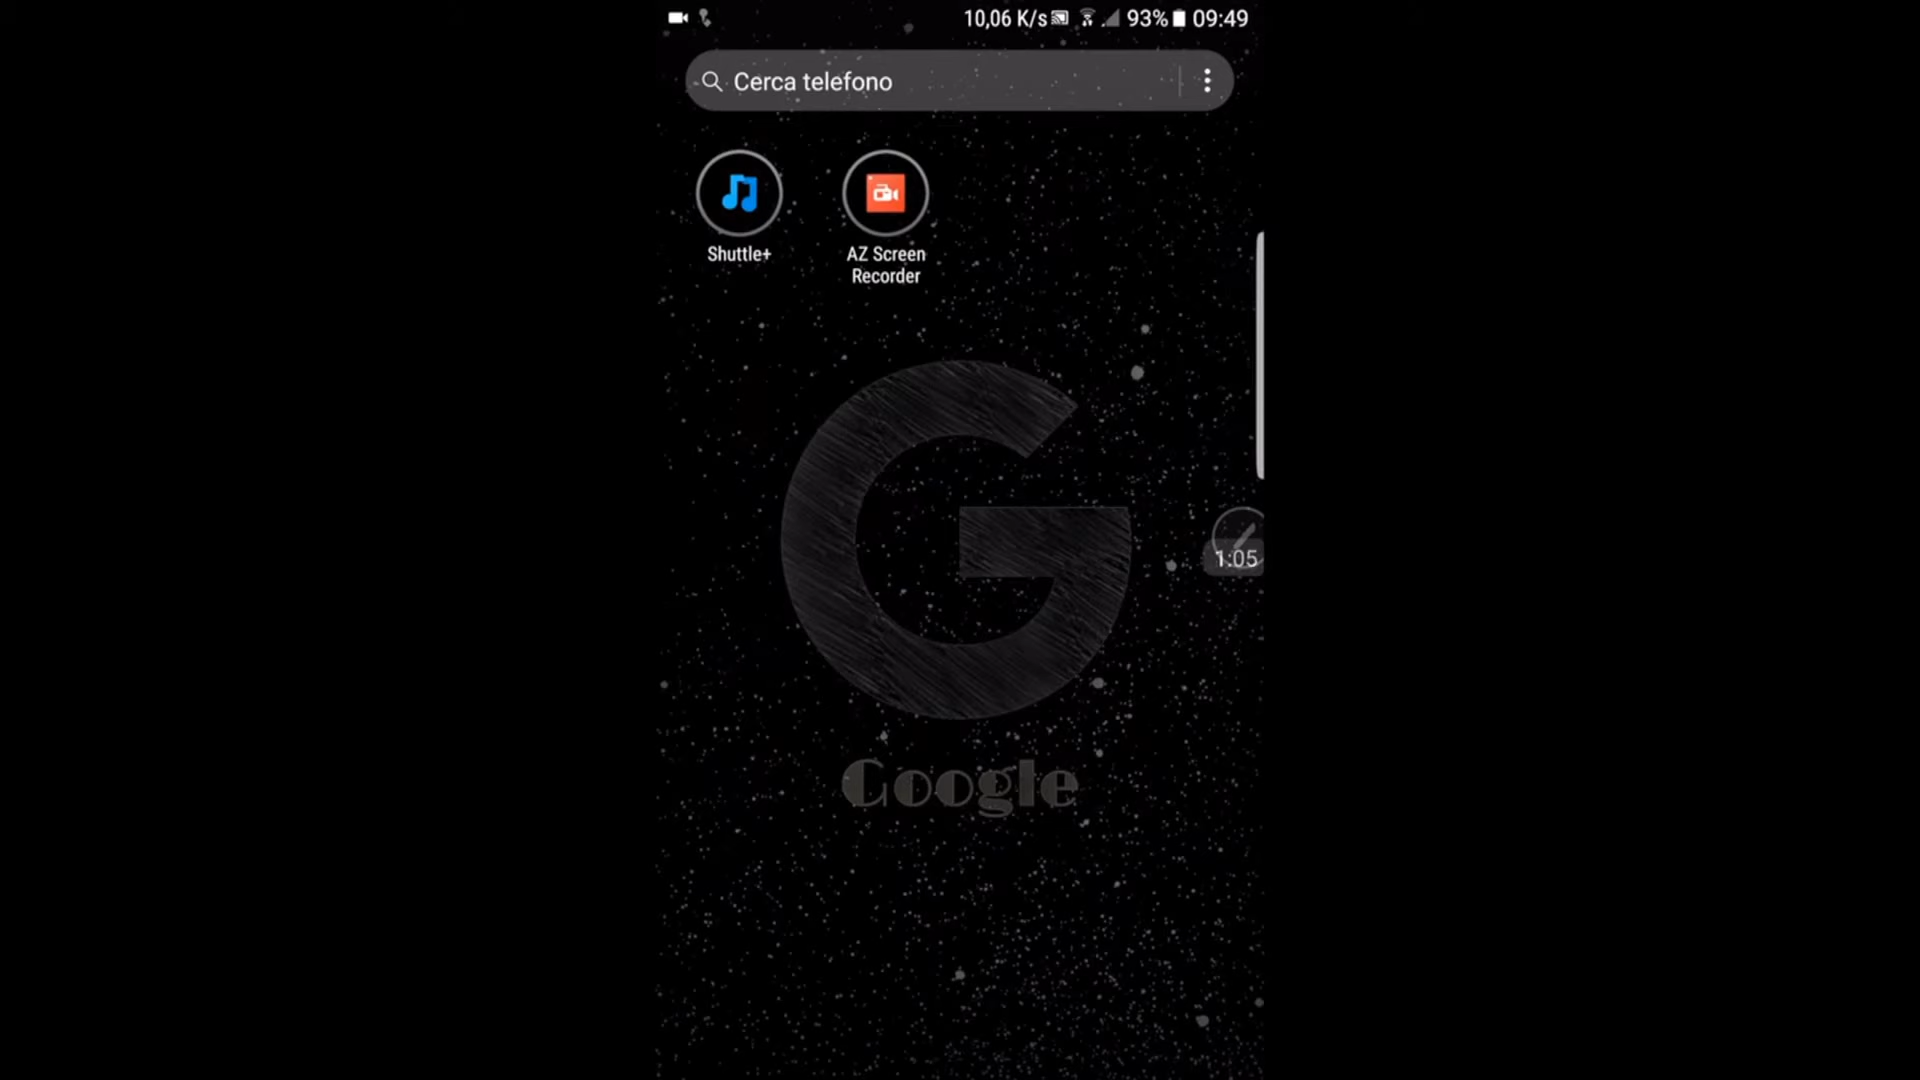 10,06 K/s 93% 09:49
Cerca telefono
Shuttle+
AZ Screen
Recorder
1:05
Google